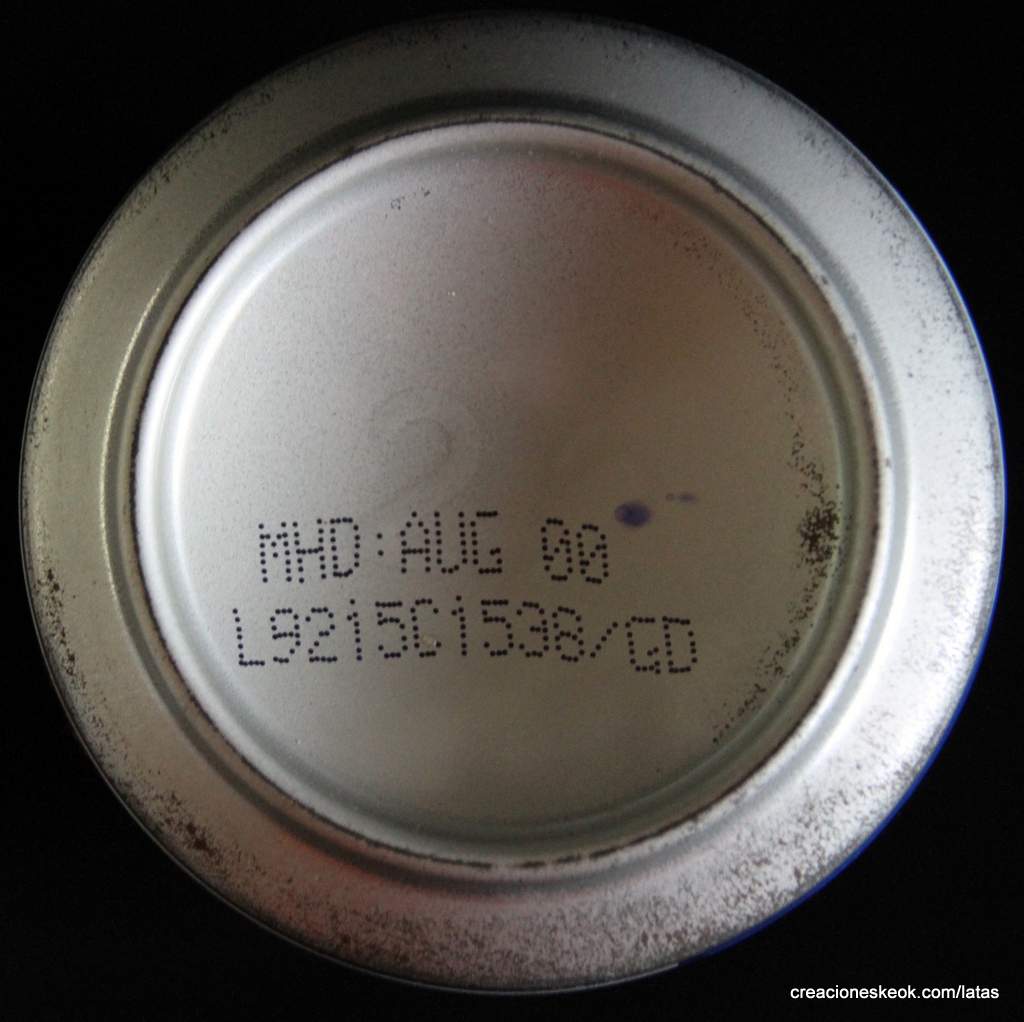 MHD:AUG 00
L9215C1538/GD
creacioneskeok.com/latas